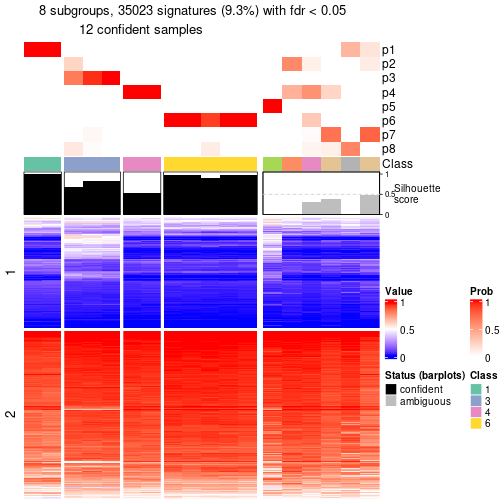 8 subgroups, 35023 signatures (9.3%) with fdr < 0.05
12 confident samples
p1
p2
p3
p4
p5
p6
p7
p8
Class
1
0.5
0
Silhouette
score
1
2
Value
1
0.5
0
Prob
1
0.5
0
Status (barplots)
confident
ambiguous
Class
1
3
4
6